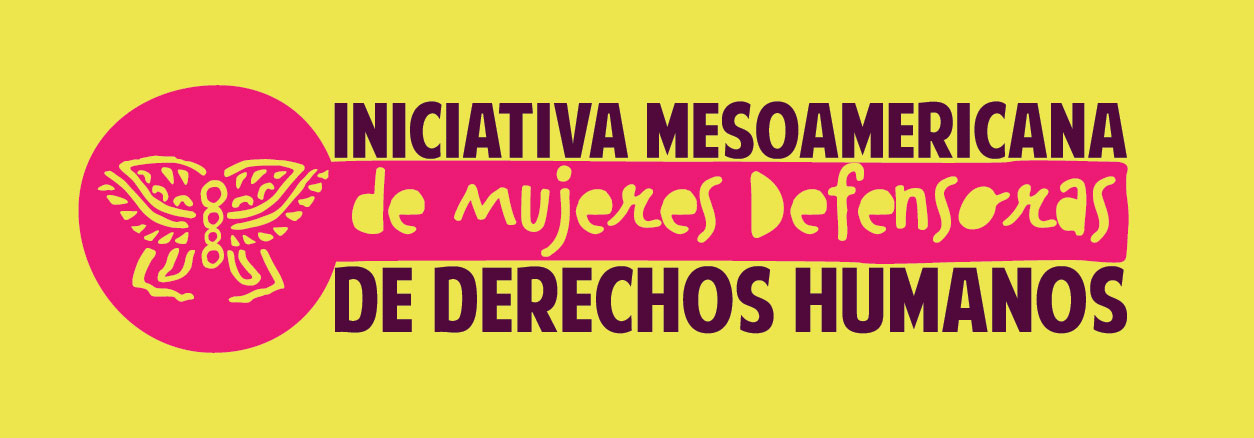 INICIATIVA MESOAMERICANA
de mujeres Defensoras
DE DERECHOS HUMANOS